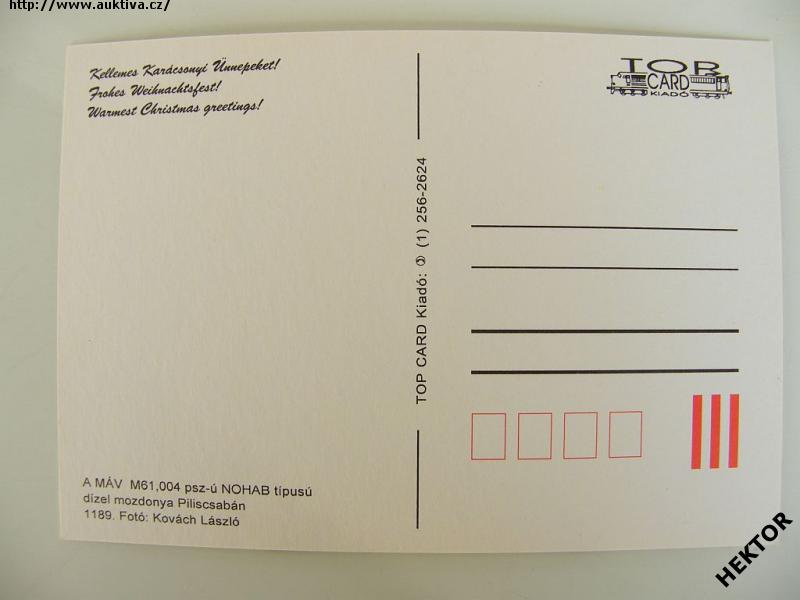 http://www.auktiva.cz/
Kellemes Karácsonyi Ünnepeket!
Frohes Weihnachtsfest!
Warmest Christmas greetings!
TOP
CARD
KIADÓ
TOP CARD Kiadó: ✆ (1) 256-2624
A MÁV M61,004 psz-ú NOHAB típusú
dízel mozdonya Piliscsabán
1189. Fotó: Kovách László
HEKTOR